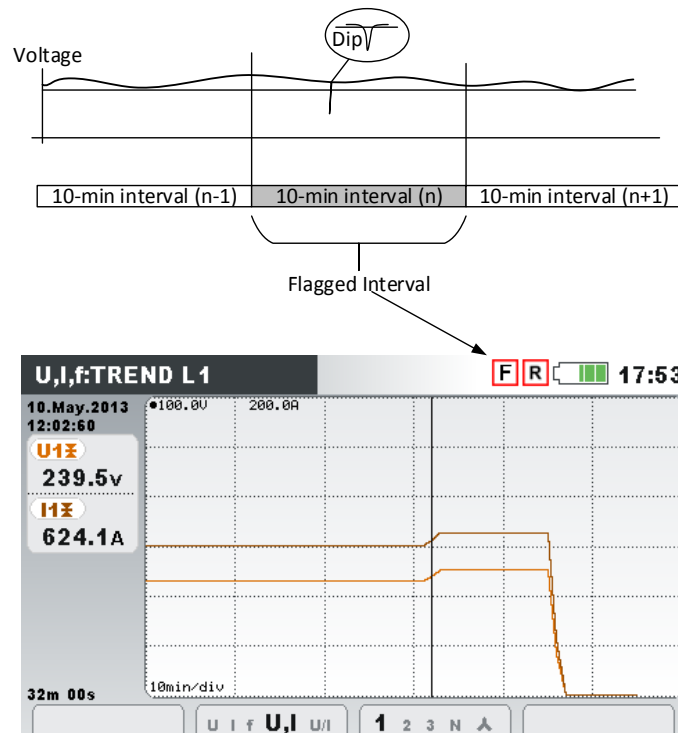 Dip
Voltage
10-min interval (n-1) 10-min interval (n) 10-min interval (n+1)
Flagged Interval
U,I,f:TREND L1 F R 17:53
10.May.2013
12:02:60
100.0V 200.0A
U1
239.5v
I1
624.1A
32m 00s
10min/div
U I f U,I U/I 1 2 3 N